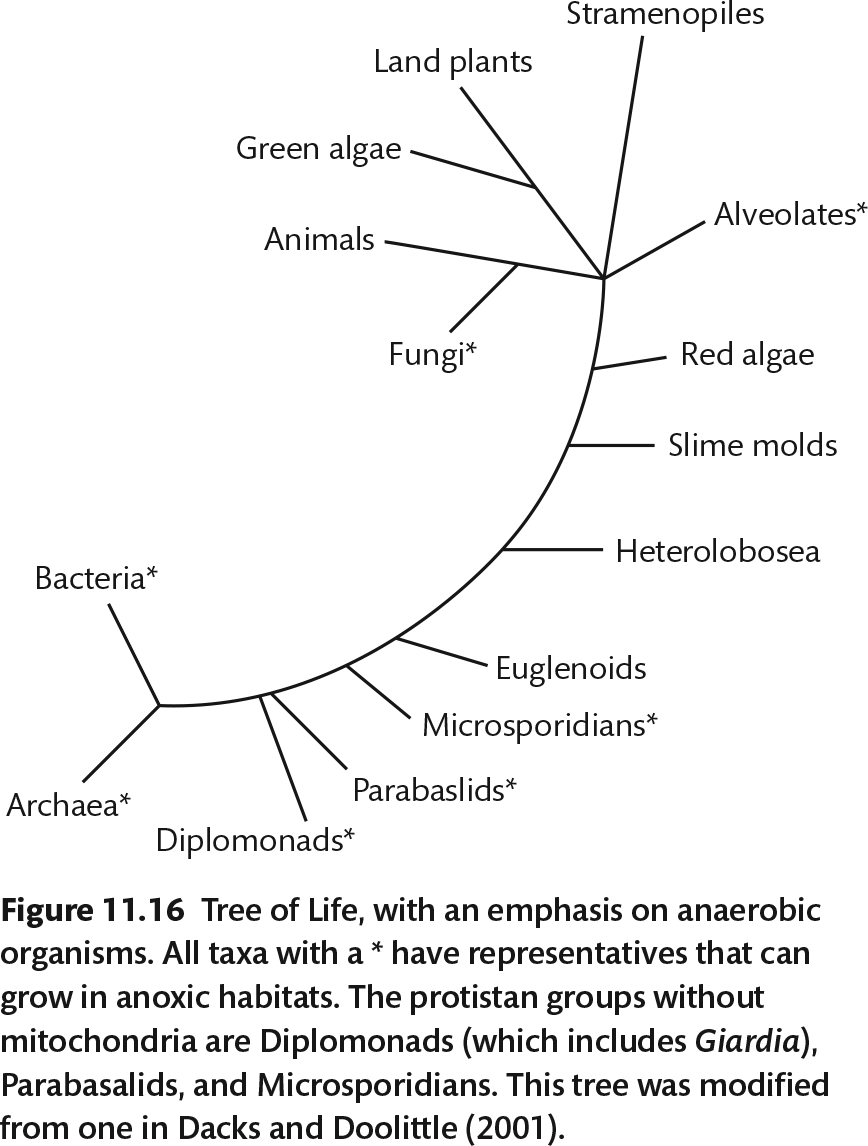 Stramenopiles
Land plants
Green algae
Alveolates*
Animals
Fungi*
Red algae
Slime molds
Heterolobosea
Bacteria*
Euglenoids
Microsporidians*
Parabaslids*
Archaea*
Diplomonads*
Figure 11.16 Tree of Life, with an emphasis on anaerobic
organisms. All taxa with a * have representatives that can
grow in anoxic habitats. The protistan groups without
mitochondria are Diplomonads (which includes Giardia),
Parabasalids, and Microsporidians. This tree was modified
from one in Dacks and Doolittle (2001).